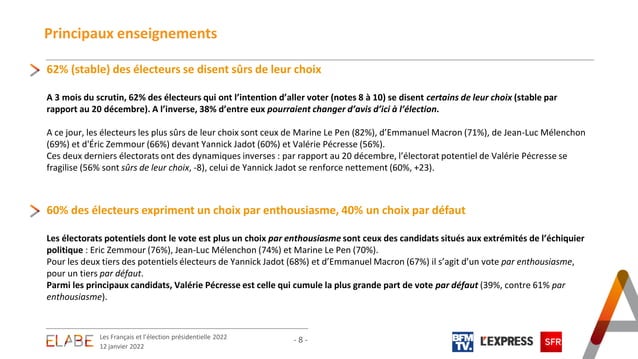 Principaux enseignements
62% (stable) des électeurs se disent sûrs de leur choix
A 3 mois du scrutin, 62% des électeurs qui ont l’intention d’aller voter (notes 8 à 10) se disent certains de leur choix (stable par
rapport au 20 décembre). A l’inverse, 38% d’entre eux pourraient changer d’avis d’ici à l’élection.
A ce jour, les électeurs les plus sûrs de leur choix sont ceux de Marine Le Pen (82%), d’Emmanuel Macron (71%), de Jean-Luc Mélenchon
(69%) et d’Éric Zemmour (66%) devant Yannick Jadot (60%) et Valérie Pécresse (56%).
Ces deux derniers électorats ont des dynamiques inverses : par rapport au 20 décembre, l’électorat potentiel de Valérie Pécresse se
fragilise (56% sont sûrs de leur choix, -8), celui de Yannick Jadot se renforce nettement (60%, +23).
60% des électeurs expriment un choix par enthousiasme, 40% un choix par défaut
Les électorats potentiels dont le vote est plus un choix par enthousiasme sont ceux des candidats situés aux extrémités de l’échiquier
politique : Eric Zemmour (76%), Jean-Luc Mélenchon (74%) et Marine Le Pen (70%).
Pour les deux tiers des potentiels électeurs de Yannick Jadot (68%) et d’Emmanuel Macron (67%) il s’agit d’un vote par enthousiasme,
pour un tiers par défaut.
Parmi les principaux candidats, Valérie Pécresse est celle qui cumule la plus grande part de vote par défaut (39%, contre 61% par
enthousiasme).
ELABE
Les Français et l’élection présidentielle 2022
12 janvier 2022
- 8 -
BFM
TV.
L’EXPRESS
SFR